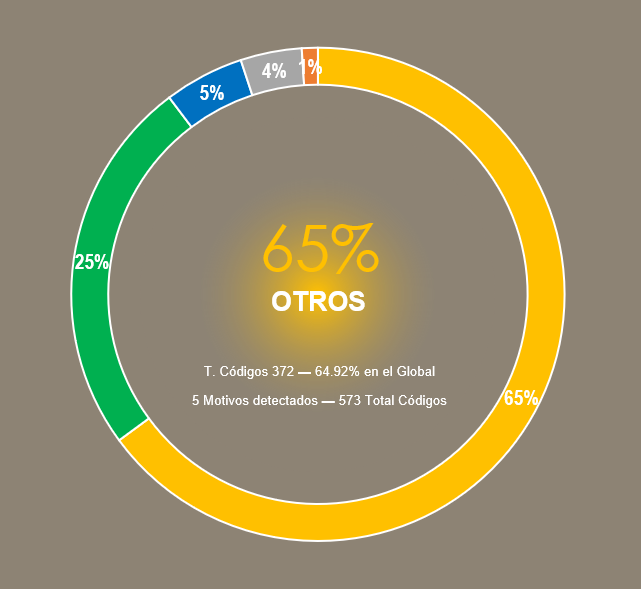 1%
4%
5%
25%
65%
OTROS
T. Códigos 372 — 64.92% en el Global
5 Motivos detectados — 573 Total Códigos
65%